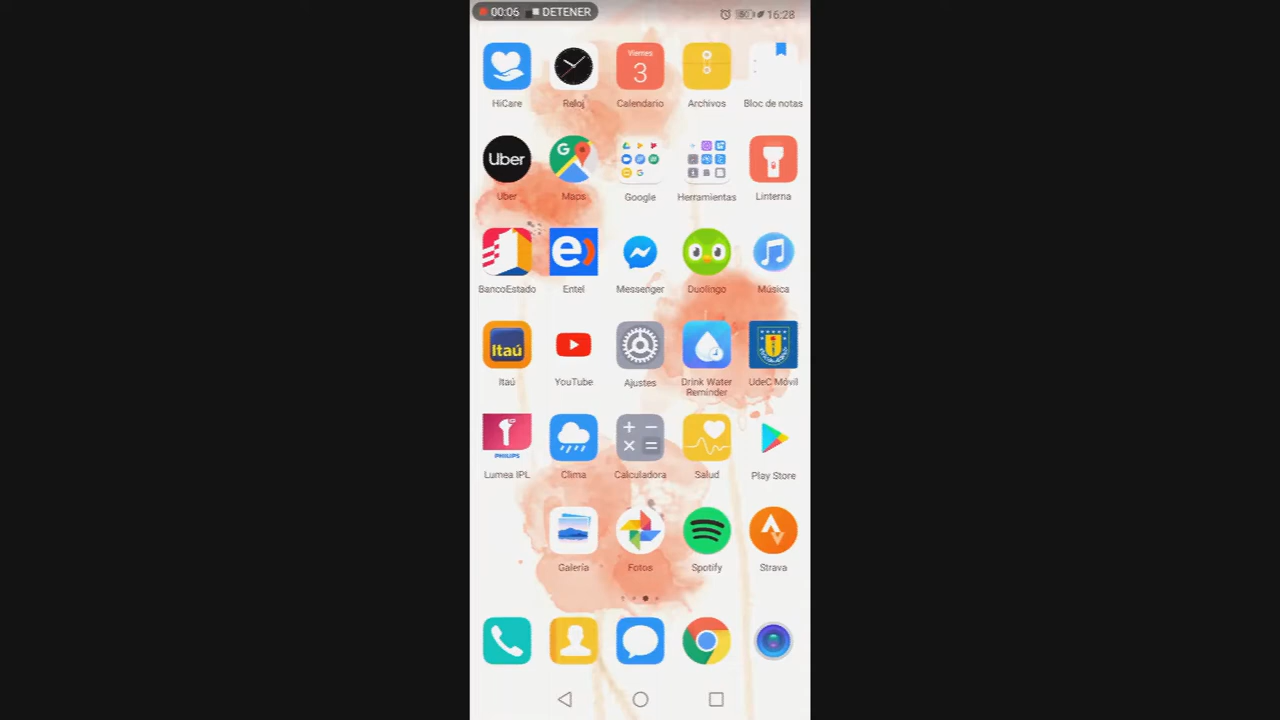 00:06 DETENER 80 16:28
Viernes
3
HiCare Reloj Calendario Archivos Bloc de notas
Uber
G
Uber Maps Google Herramientas Linterna
e)
BancoEstado Entel Messenger Duolingo Música
Itaú
Itaú YouTube Ajustes Drink Water Reminder UdeC Móvil
PHILIPS
Lumea IPL Clima Calculadora Salud Play Store
Galería Fotos Spotify Strava